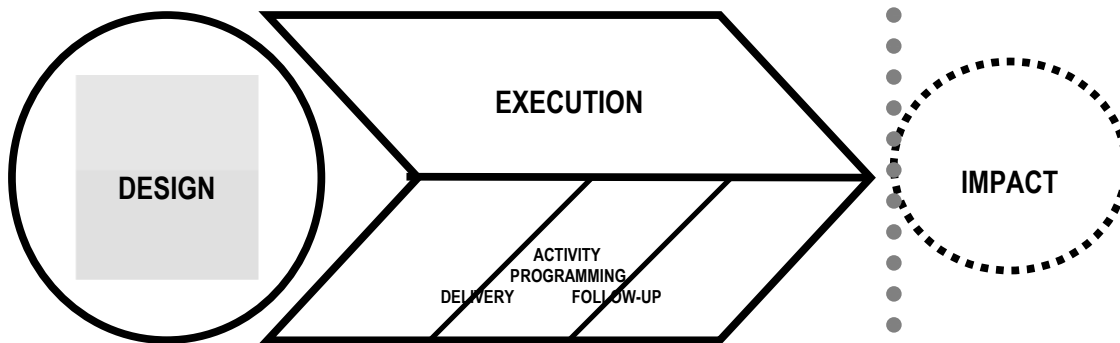 EXECUTION
DESIGN
IMPACT
ACTIVITY
PROGRAMMING
DELIVERY
FOLLOW-UP